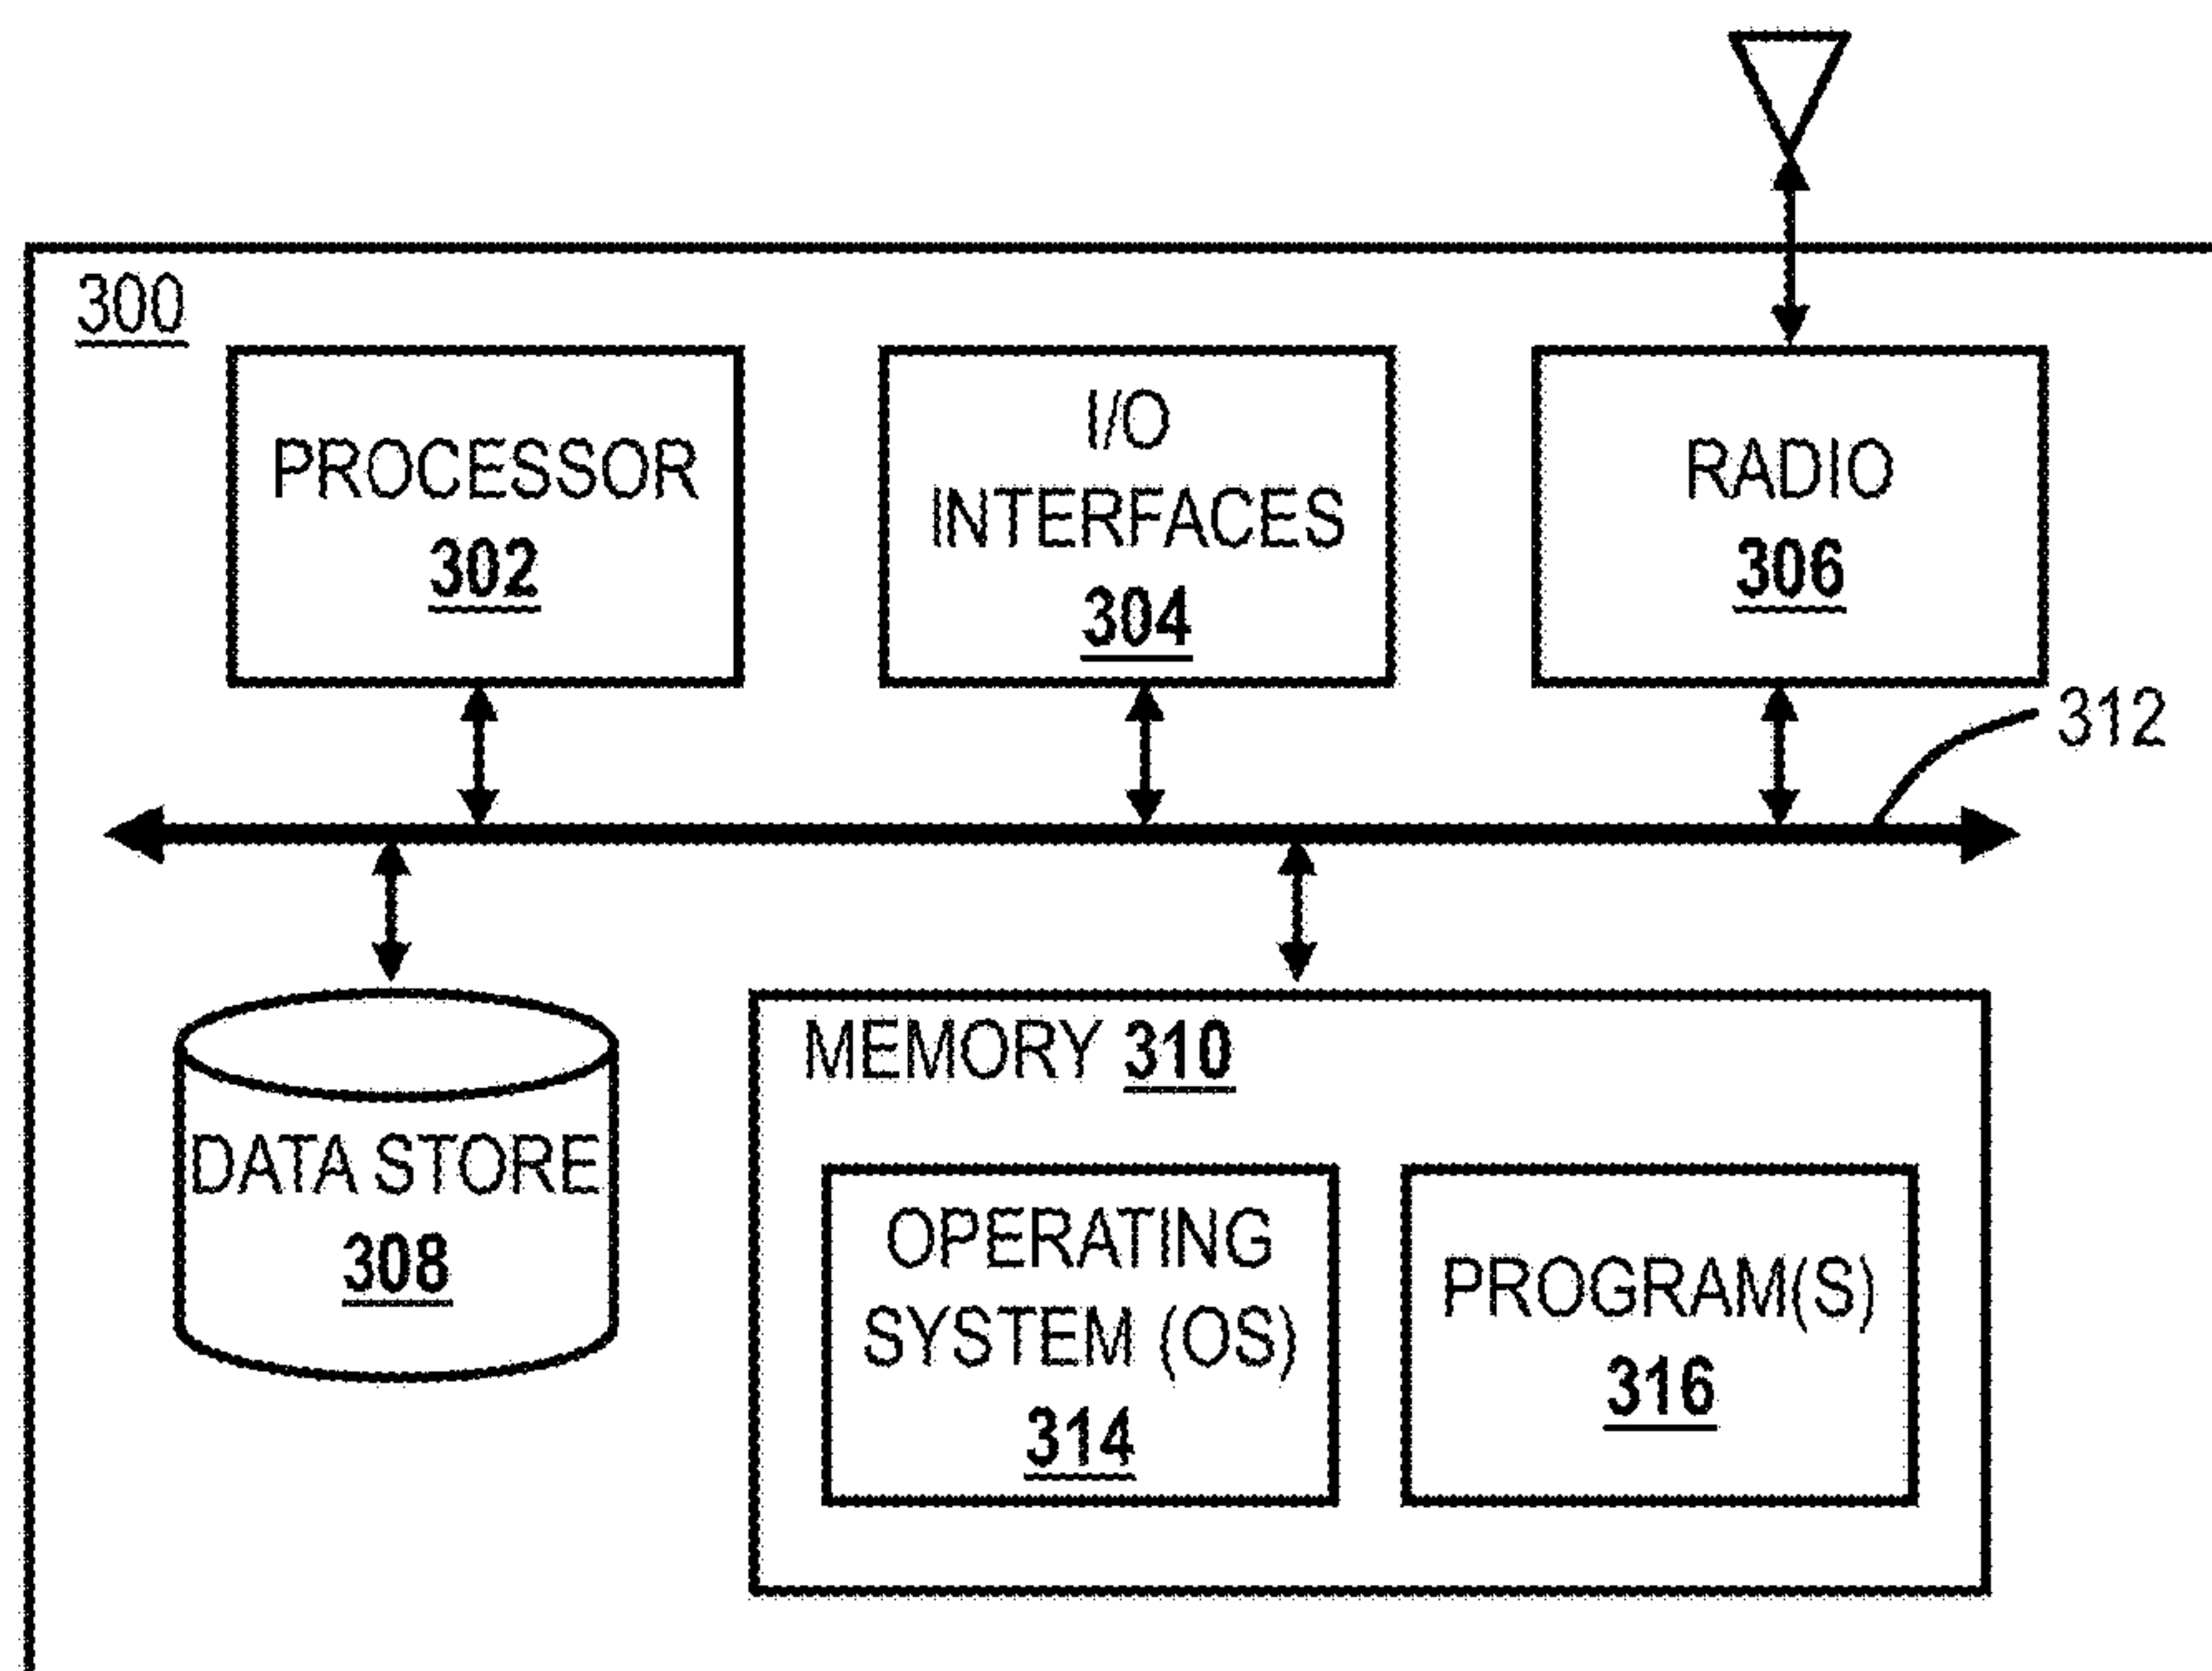 300
PROCESSOR
302
I/O
INTERFACES
304
RADIO
306
312
DATA STORE
308
MEMORY 310
OPERATING
SYSTEM (OS)
314
PROGRAM(S)
316